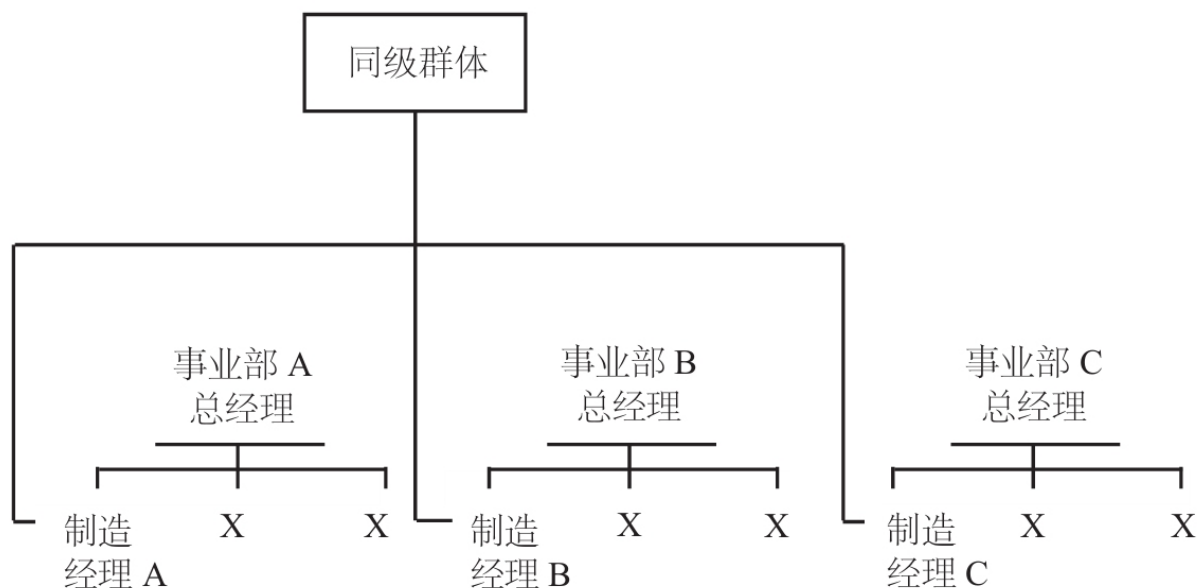 同级群体
事业部 A
总经理
事业部 B
总经理
事业部 C
总经理
制造
经理 A
X
X
制造
经理 B
X
X
制造
经理 C
X
X